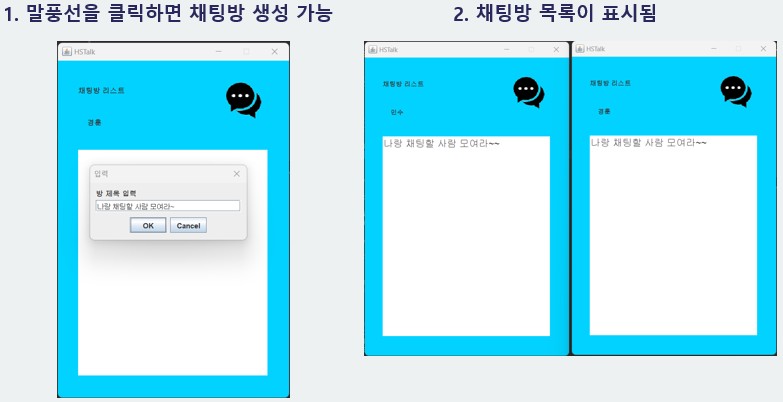 1. 말풍선을 클릭하면 채팅방 생성 가능
HSTalk
채팅방 리스트
경훈
입력
방 제목 입력
나랑 채팅할 사람 모여라~
OK
Cancel
2. 채팅방 목록이 표시됨
HSTalk
채팅방 리스트
민수
나랑 채팅할 사람 모여라~~
HSTalk
채팅방 리스트
경훈
나랑 채팅할 사람 모여라~~